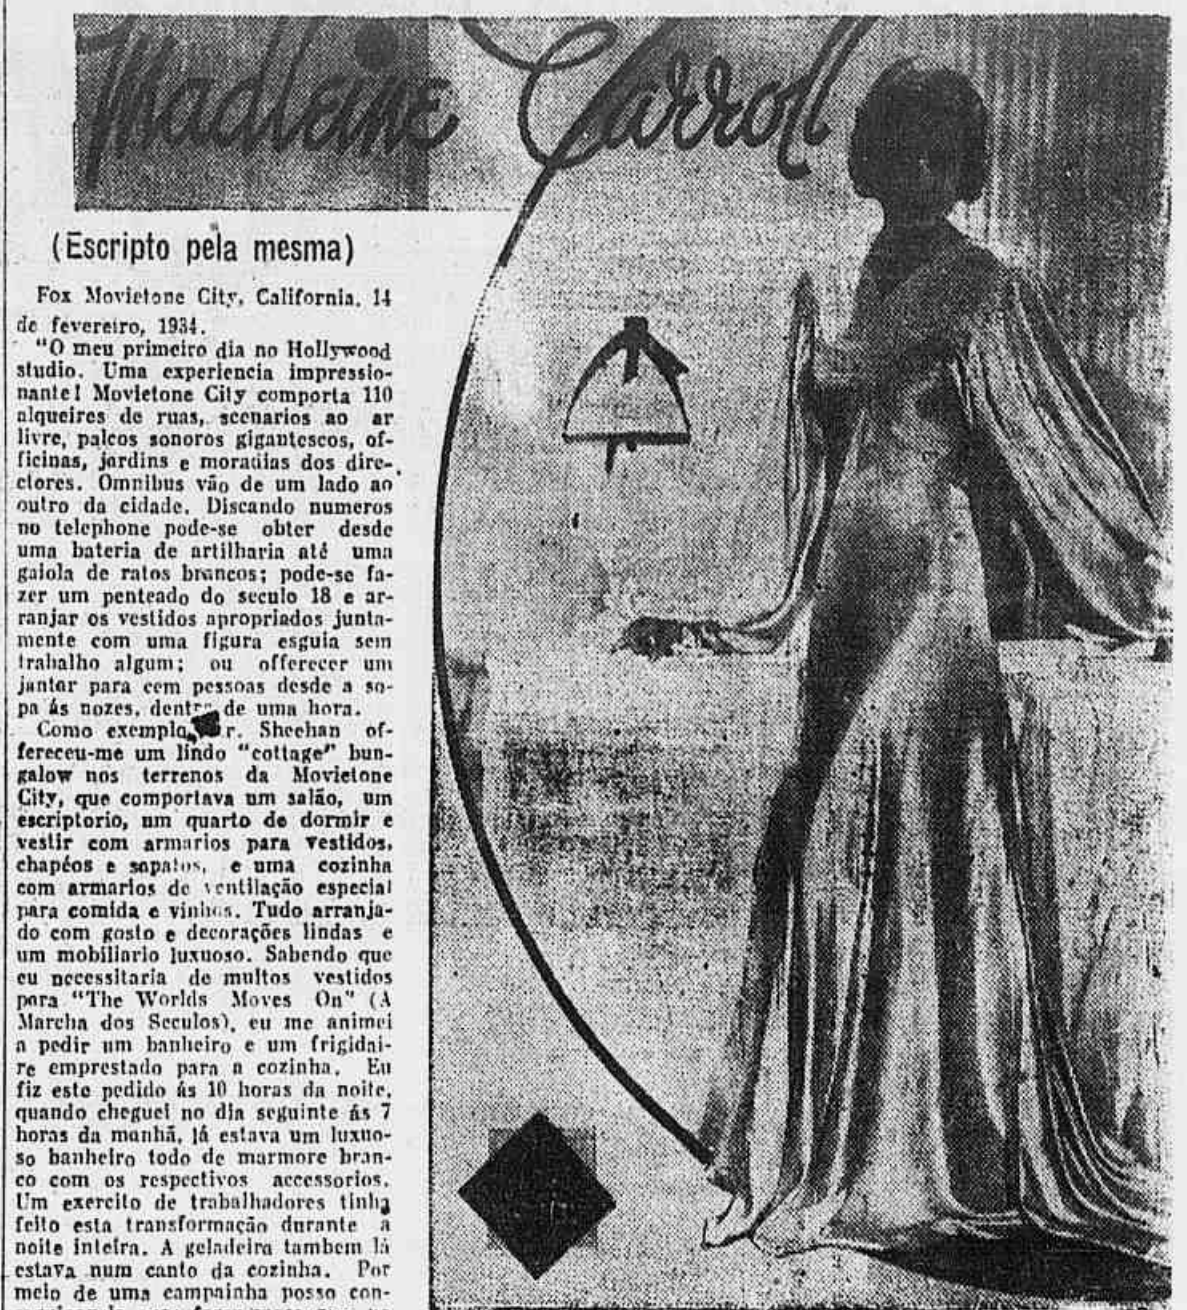 Madleine Carroll
(Escripto pela mesma)
Fox Movietone City, California, 14
de fevereiro, 1934.
"O meu primeiro dia no Hollywood
studio. Uma experiencia impressio-
nante! Movietone City comporta 110
alqueires de ruas, scenarios ao ar
livre, palcos sonoros gigantescos, of-
ficinas, jardins e moradias dos dire-
ctores. Omnibus vão de um lado ao
outro da cidade. Discando numeros
no telephone pode-se obter desde
uma bateria de artilharia até uma
gaiola de ratos brancos; pode-se fa-
zer um penteado do seculo 18 e ar-
ranjar os vestidos apropriados junta-
mente com uma figura esguia sem
trabalho algum; ou offerecer um
jantar para cem pessoas desde a so-
pa ás nozes, dentro de uma hora.
Como exemplo, r. Sheehan of-
fereceu-me um lindo "cottage" bun-
galow nos terrenos da Movietone
City, que comportava um salão, um
escriptorio, um quarto de dormir e
vestir com armarios para vestidos,
chapéos e sapatos, e uma cozinha
com armarios de ventilação especial
para comida e vinhos. Tudo arranja-
do com gosto e decorações lindas e
um mobiliario luxuoso. Sabendo que
eu necessitaria de muitos vestidos
para "The Worlds Moves On" (A
Marcha dos Seculos), eu me animei
a pedir um banheiro e um frigidai-
re emprestado para a cozinha. Eu
fiz este pedido ás 10 horas da noite,
quando cheguei no dia seguinte ás 7
horas da manhã, lá estava um luxuo-
so banheiro todo de marmore bran-
co com os respectivos accessorios.
Um exercito de trabalhadores tinha
feito esta transformação durante a
noite inteira. A geladeira tambem lá
estava num canto da cozinha. Por
meio de uma campainha posso con-